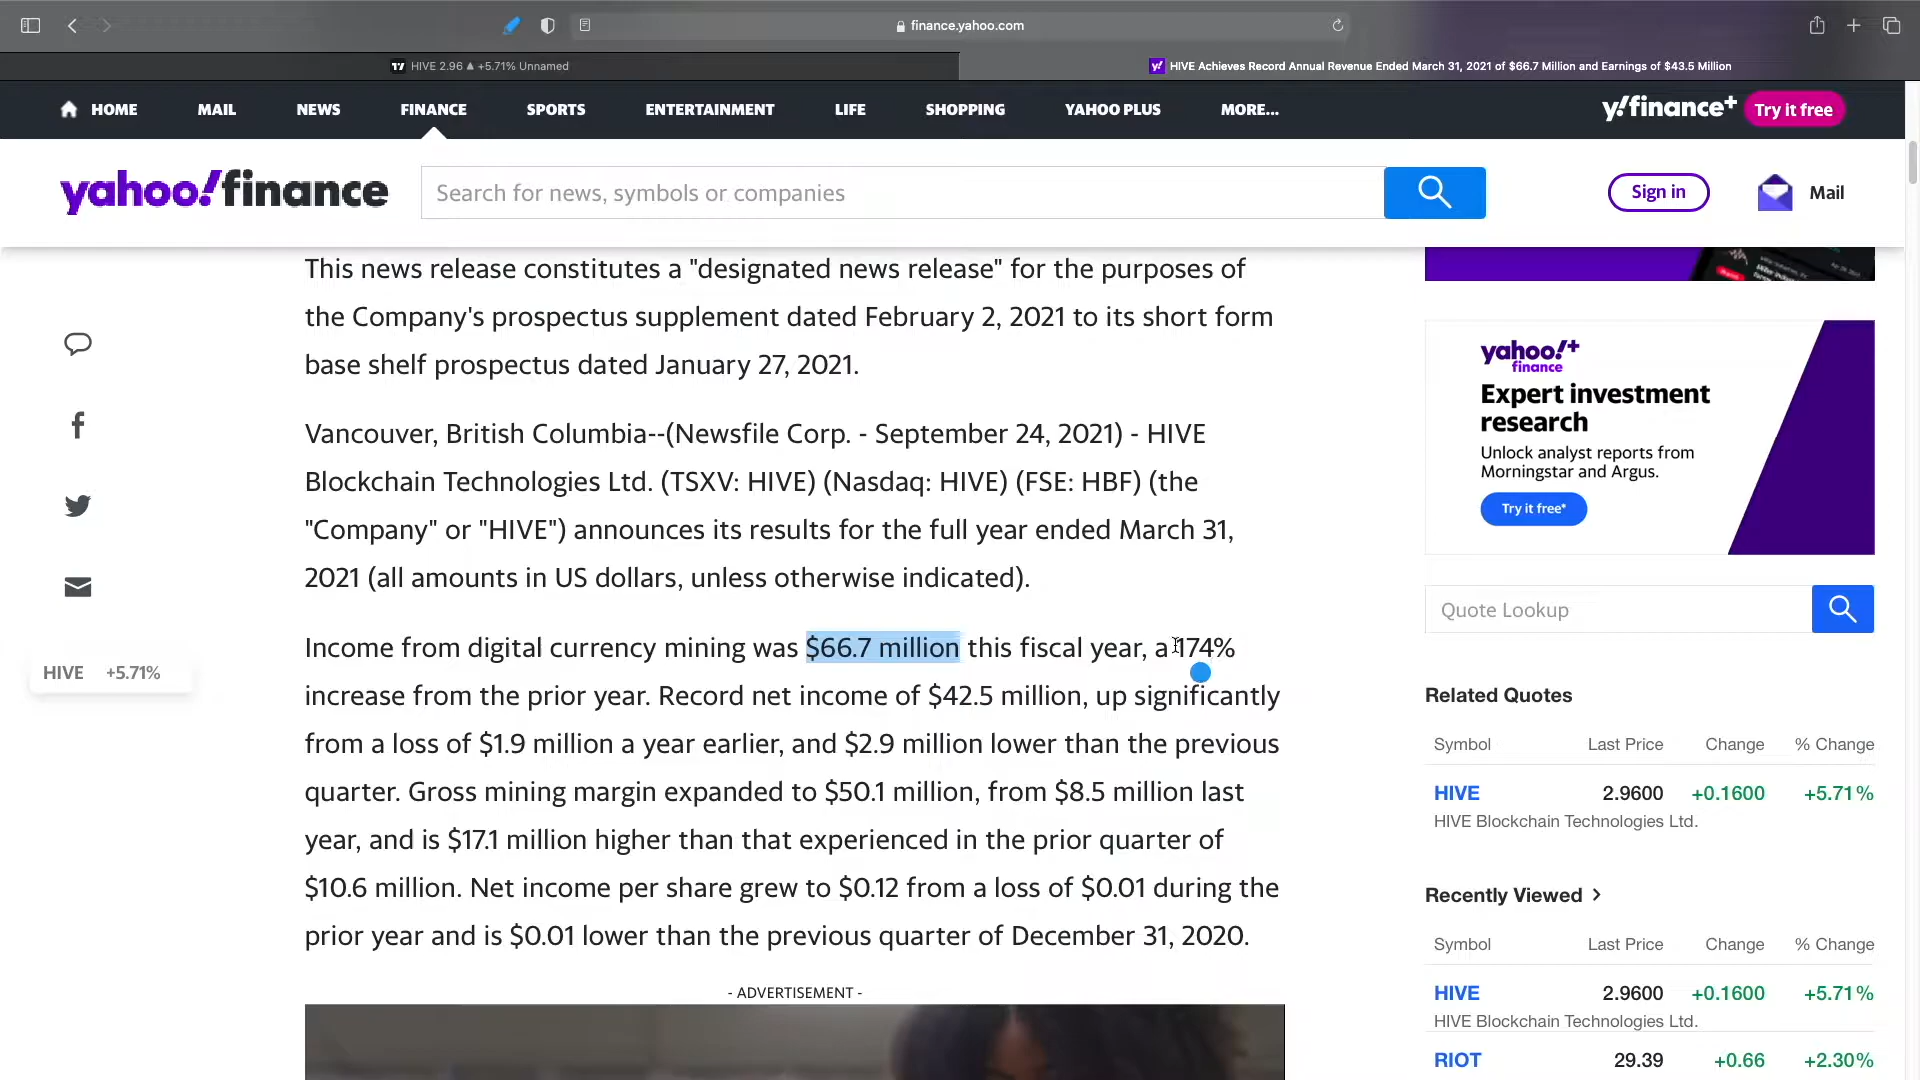 finance.yahoo.com
HIVE 2.96 ▲ +5.71% Unnamed
HIVE Achieves Record Annual Revenue Ended March 31, 2021 of $66.7 Million and Earnings of $43.5 Million
HOME MAIL NEWS FINANCE SPORTS ENTERTAINMENT LIFE SHOPPING YAHOO PLUS MORE...
y!finance+ Try it free
yahoo!finance
Search for news, symbols or companies
Sign in
Mail
This news release constitutes a "designated news release" for the purposes of
the Company's prospectus supplement dated February 2, 2021 to its short form
base shelf prospectus dated January 27, 2021.
Vancouver, British Columbia--(Newsfile Corp. - September 24, 2021) - HIVE
Blockchain Technologies Ltd. (TSXV: HIVE) (Nasdaq: HIVE) (FSE: HBF) (the
"Company" or "HIVE") announces its results for the full year ended March 31,
2021 (all amounts in US dollars, unless otherwise indicated).
Income from digital currency mining was $66.7 million this fiscal year, a 174%
increase from the prior year. Record net income of $42.5 million, up significantly
from a loss of $1.9 million a year earlier, and $2.9 million lower than the previous
quarter. Gross mining margin expanded to $50.1 million, from $8.5 million last
year, and is $17.1 million higher than that experienced in the prior quarter of
$10.6 million. Net income per share grew to $0.12 from a loss of $0.01 during the
prior year and is $0.01 lower than the previous quarter of December 31, 2020.
- ADVERTISEMENT -
HIVE +5.71%
yahoo!+
finance
Expert investment
research
Unlock analyst reports from
Morningstar and Argus.
Try it free*
Quote Lookup
Related Quotes
Symbol Last Price Change % Change
HIVE 2.9600 +0.1600 +5.71%
HIVE Blockchain Technologies Ltd.
Recently Viewed >
Symbol Last Price Change % Change
HIVE 2.9600 +0.1600 +5.71%
HIVE Blockchain Technologies Ltd.
RIOT 29.39 +0.66 +2.30%